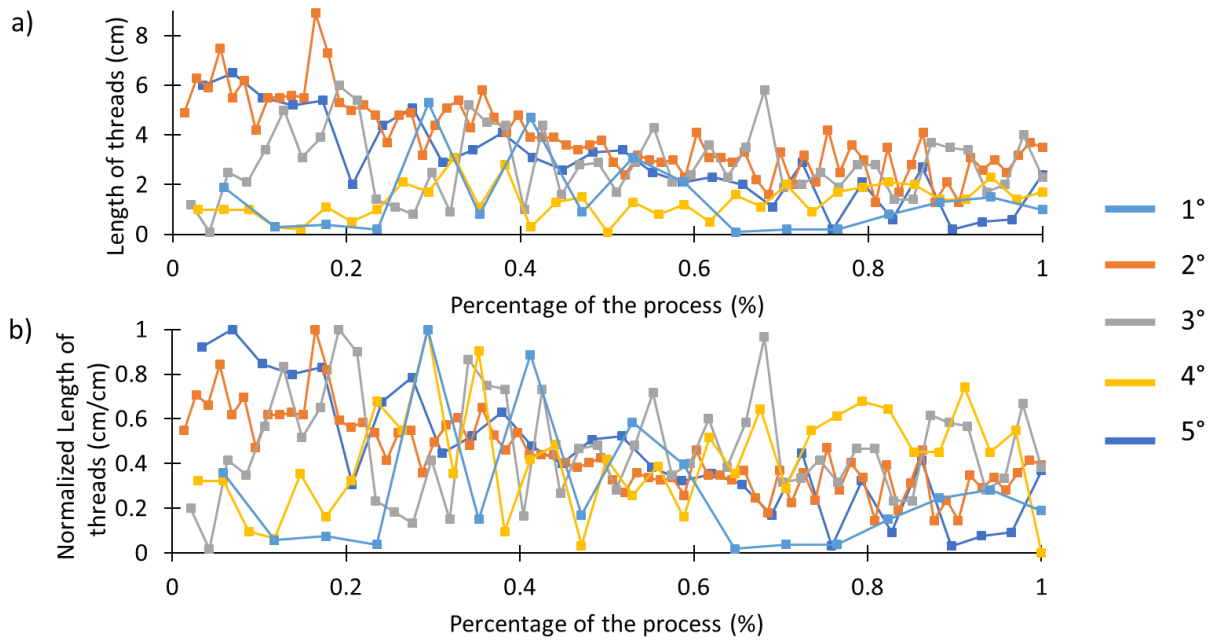 a)
Length of threads (cm)
8
6
4
2
0
0 0.2 0.4 0.6 0.8 1
Percentage of the process (%)
b)
Normalized Length of
threads (cm/cm)
1
0.8
0.6
0.4
0.2
0
0 0.2 0.4 0.6 0.8 1
Percentage of the process (%)
1°
2°
3°
4°
5°